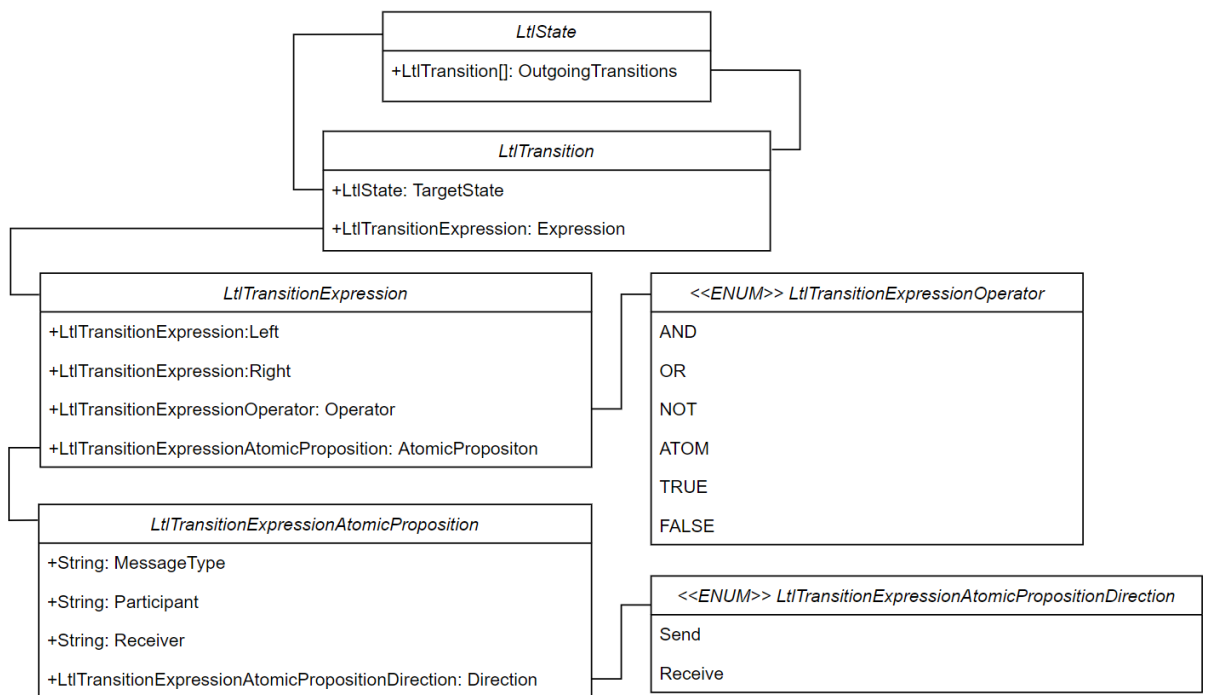 LtlState
+LtlTransition[]: OutgoingTransitions
LtlTransition
+LtlState: TargetState
+LtlTransitionExpression: Expression
LtlTransitionExpression
+LtlTransitionExpression:Left
+LtlTransitionExpression:Right
+LtlTransitionExpressionOperator: Operator
+LtlTransitionExpressionAtomicProposition: AtomicPropositon
<<ENUM>> LtlTransitionExpressionOperator
AND
OR
NOT
ATOM
TRUE
FALSE
LtlTransitionExpressionAtomicProposition
+String: MessageType
+String: Participant
+String: Receiver
+LtlTransitionExpressionAtomicPropositionDirection: Direction
<<ENUM>> LtlTransitionExpressionAtomicPropositionDirection
Send
Receive